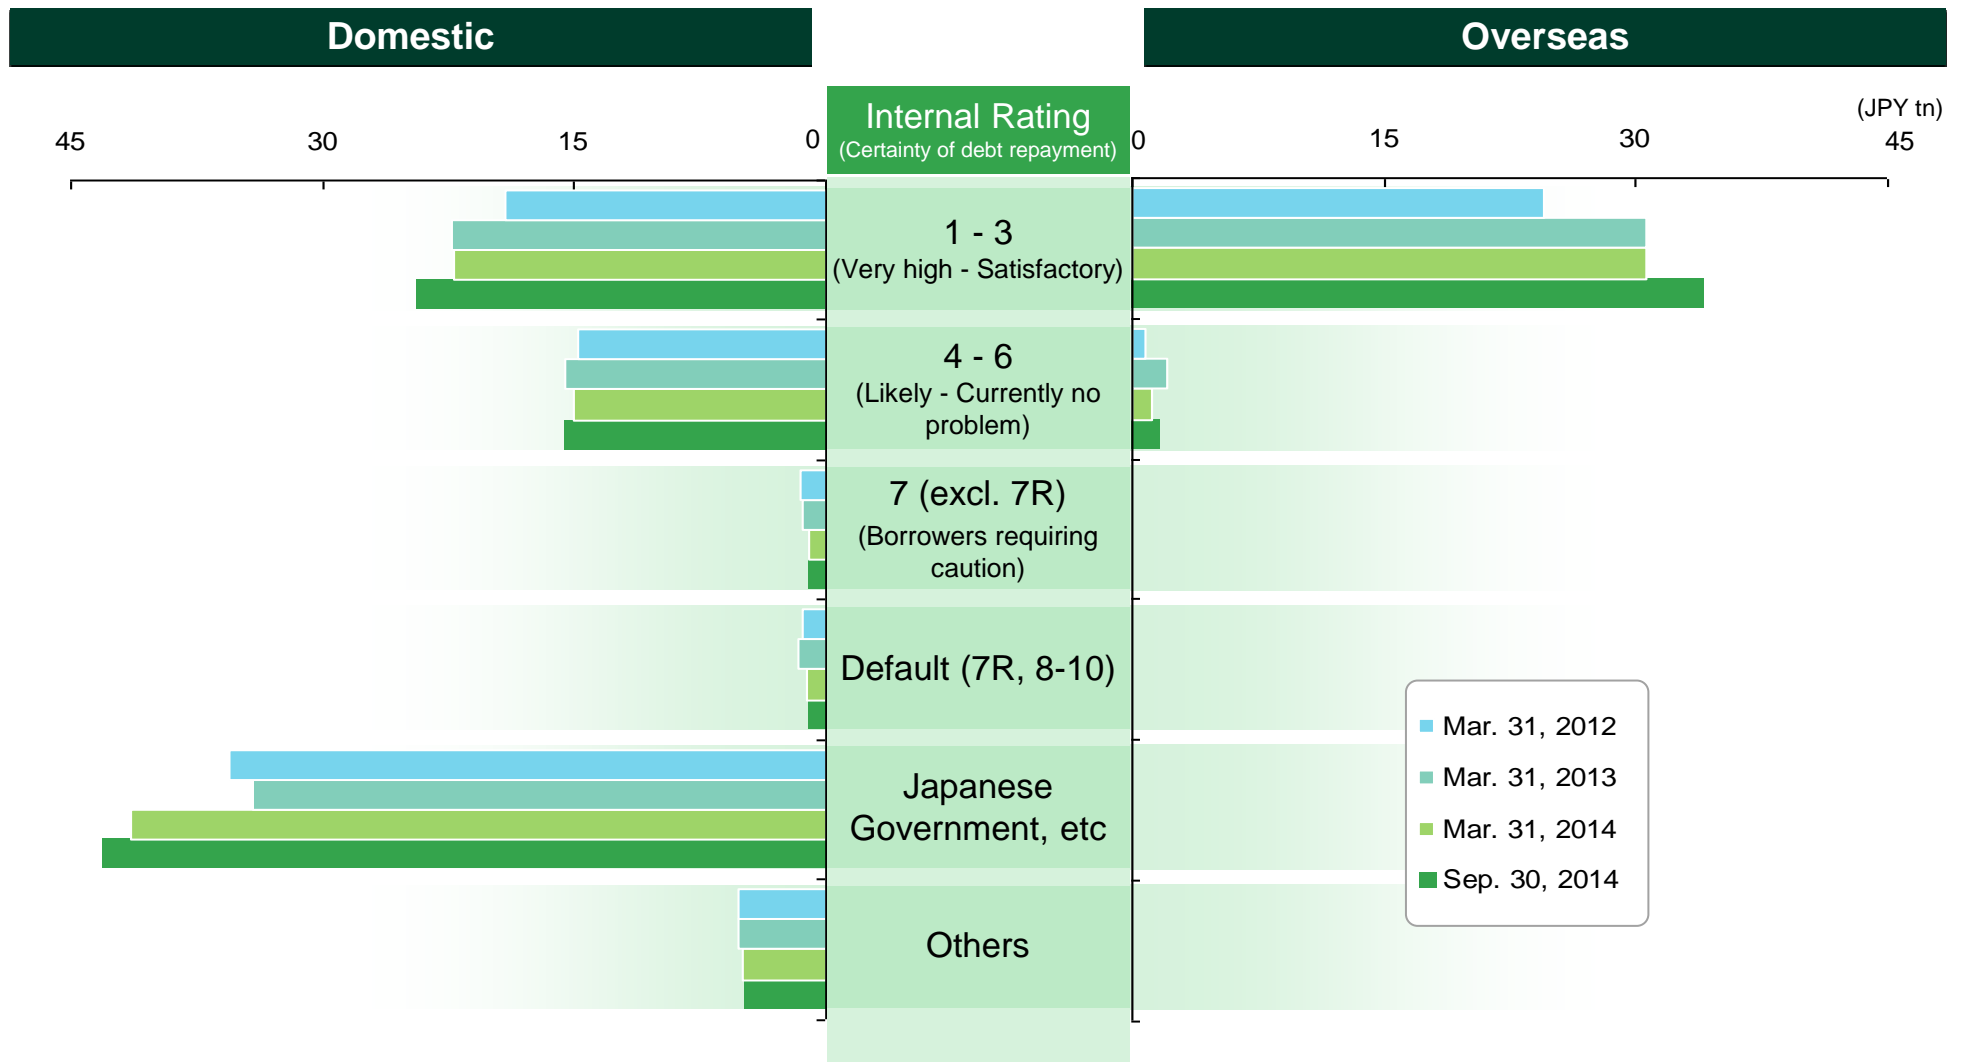 Domestic
Overseas
Internal Rating
(Certainty of debt repayment)
(JPY tn)
45 30 15 0
0 15 30 45
1 - 3
(Very high - Satisfactory)
4 - 6
(Likely - Currently no
problem)
7 (excl. 7R)
(Borrowers requiring
caution)
Default (7R, 8-10)
Japanese
Government, etc
Others
Mar. 31, 2012
Mar. 31, 2013
Mar. 31, 2014
Sep. 30, 2014